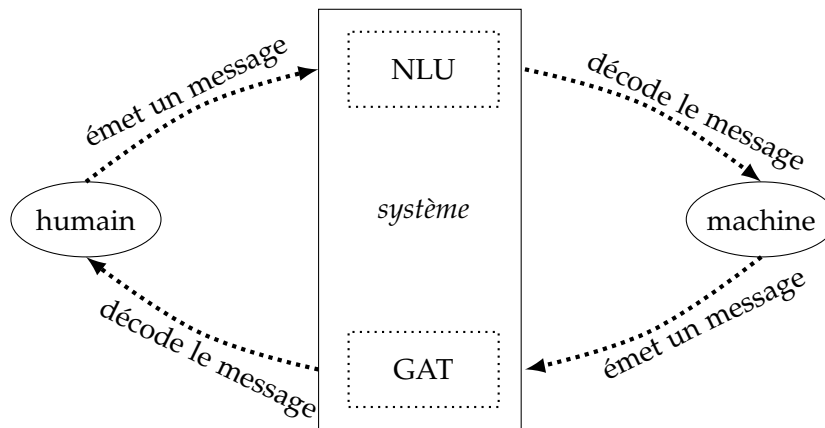 NLU
émet un message
décode le message
humain
système
machine
décode le message
émet un message
GAT